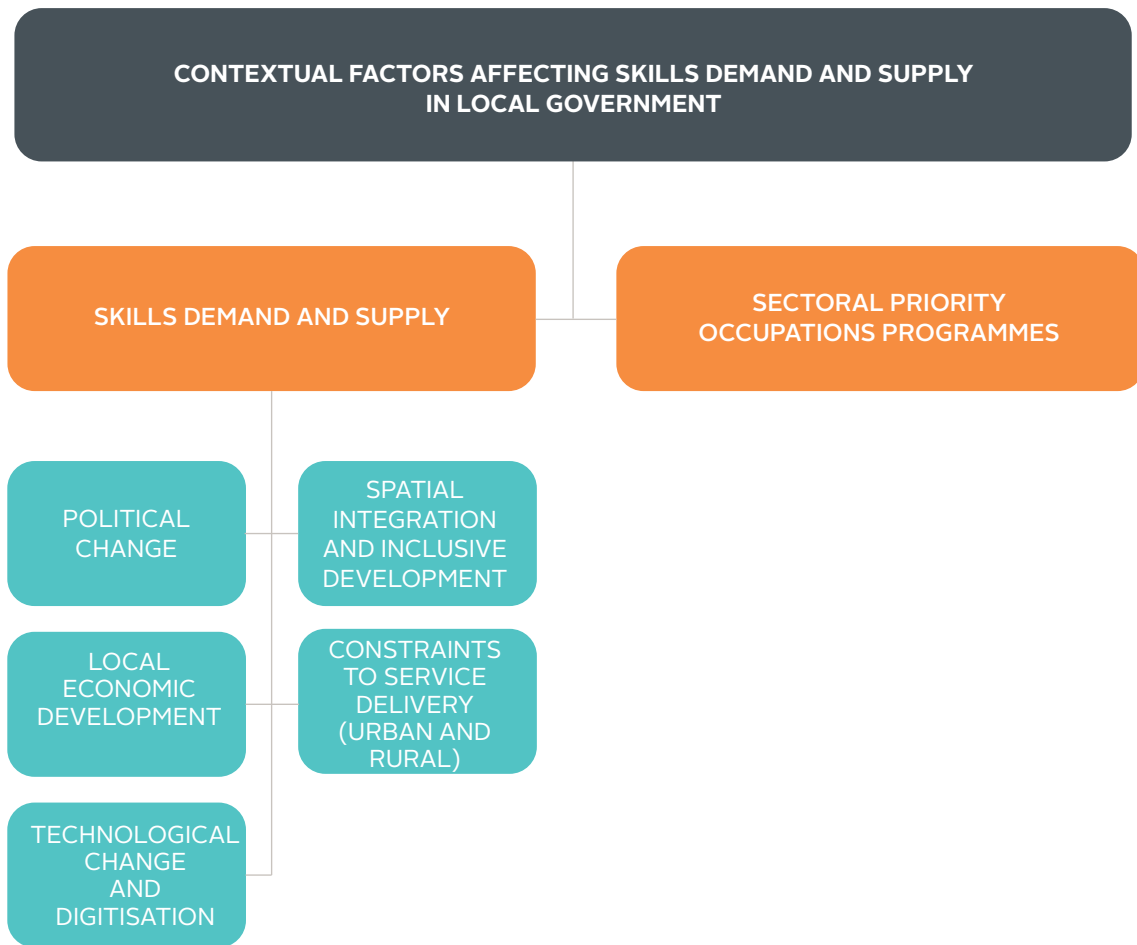 CONTEXTUAL FACTORS AFFECTING SKILLS DEMAND AND SUPPLY
IN LOCAL GOVERNMENT
SKILLS DEMAND AND SUPPLY
SECTORAL PRIORITY
OCCUPATIONS PROGRAMMES
POLITICAL
CHANGE
SPATIAL
INTEGRATION
AND INCLUSIVE
DEVELOPMENT
LOCAL
ECONOMIC
DEVELOPMENT
CONSTRAINTS
TO SERVICE
DELIVERY
(URBAN AND
RURAL)
TECHNOLOGICAL
CHANGE
AND
DIGITISATION